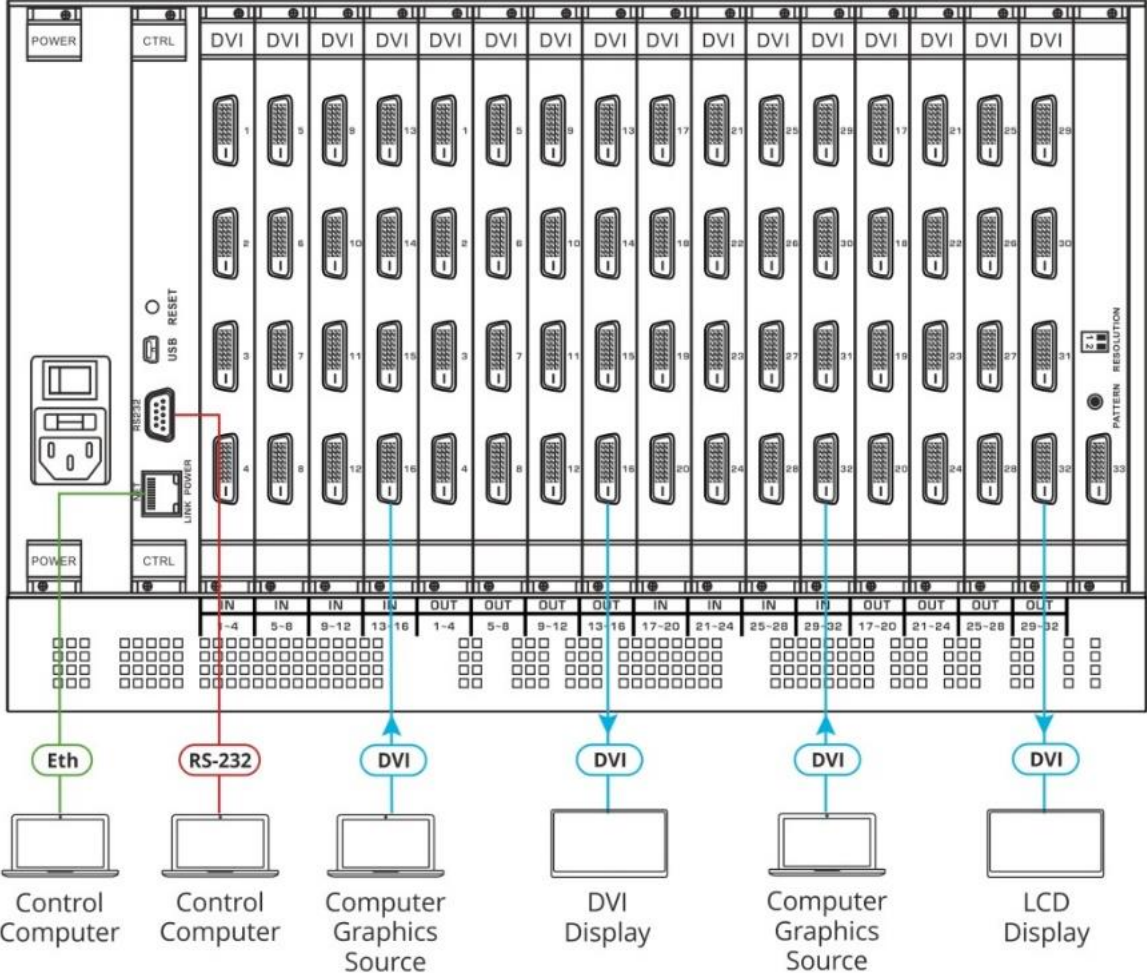 POWER CTRL DVI DVI DVI DVI DVI DVI DVI DVI DVI DVI DVI DVI DVI DVI DVI DVI
1 5 9 13 1 5 9 13 17 21 25 29 17 21 25 29
2 6 10 14 2 6 10 14 18 22 26 30 18 22 26 30
RESET
USB
3 7 11 15 3 7 11 15 19 23 27 31 19 23 27 31
1 2
RESOLUTION
PATTERN
RS232
4 8 12 16 4 8 12 16 20 24 28 32 20 24 28 32 33
LINK POWER
POWER CTRL
IN IN IN IN OUT OUT OUT OUT IN IN IN IN OUT OUT OUT OUT
1~4 5~8 9~12 13~16 1~4 5~8 9~12 13~16 17~20 21~24 25~28 29~32 17~20 21~24 25~28 29~32
Eth RS-232 DVI DVI DVI DVI
Control Control Computer DVI Computer LCD
Computer Computer Graphics Display Graphics Display
Source Source